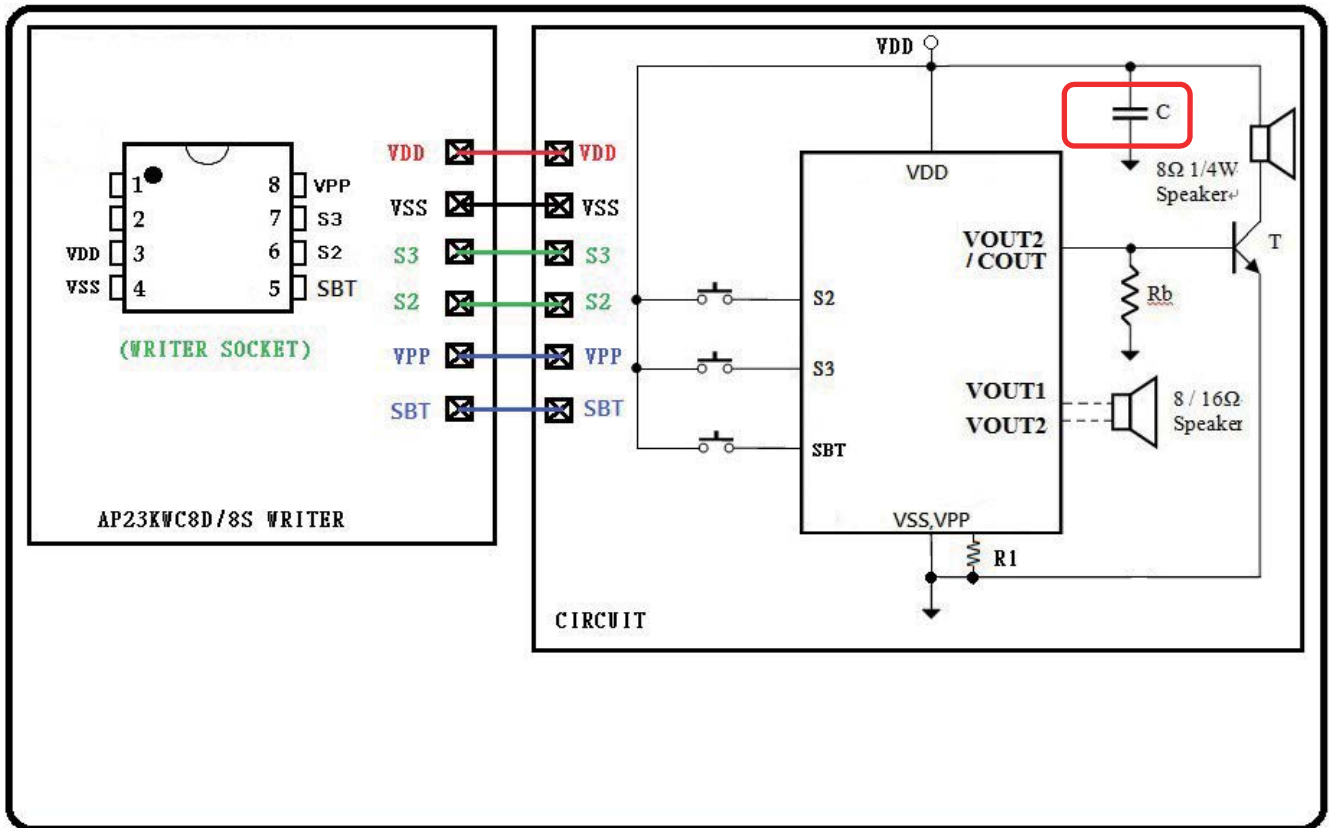 1
2
VDD 3
VSS 4
8 VPP
7 S3
6 S2
5 SBT
(WRITER SOCKET)
VDD
VSS
S3
S2
VPP
SBT
AP23KWC8D/8S WRITER
VDD
VSS
S3
S2
VPP
SBT
VDD
C
8Ω 1/4W
Speaker↵
VDD
VOUT2
/ COUT
T
S2
Rb
S3
VOUT1
VOUT2
8 / 16Ω
Speaker
SBT
VSS,VPP
R1
CIRCUIT